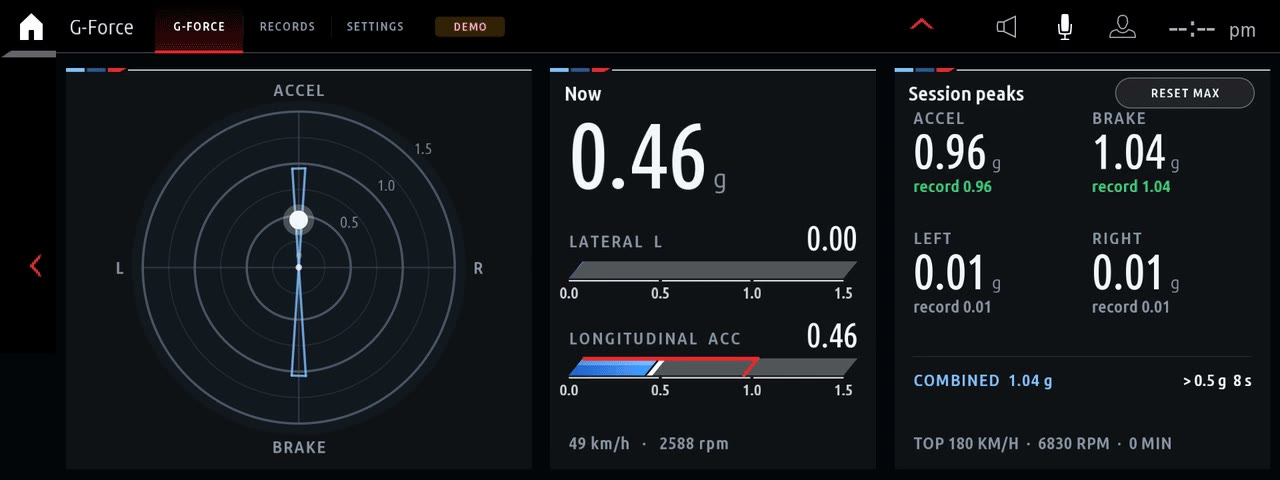 G-Force G-FORCE RECORDS SETTINGS DEMO --:-- pm
ACCEL
1.5
1.0
0.5
L R
BRAKE
Now
0.46 g
LATERAL L 0.00
0.0 0.5 1.0 1.5
LONGITUDINAL ACC 0.46
0.0 0.5 1.0 1.5
49 km/h · 2588 rpm
Session peaks RESET MAX
ACCEL BRAKE
0.96 g 1.04 g
record 0.96 record 1.04
LEFT RIGHT
0.01 g 0.01 g
record 0.01 record 0.01
COMBINED 1.04 g >0.5 g 8 s
TOP 180 KM/H · 6830 RPM · 0 MIN